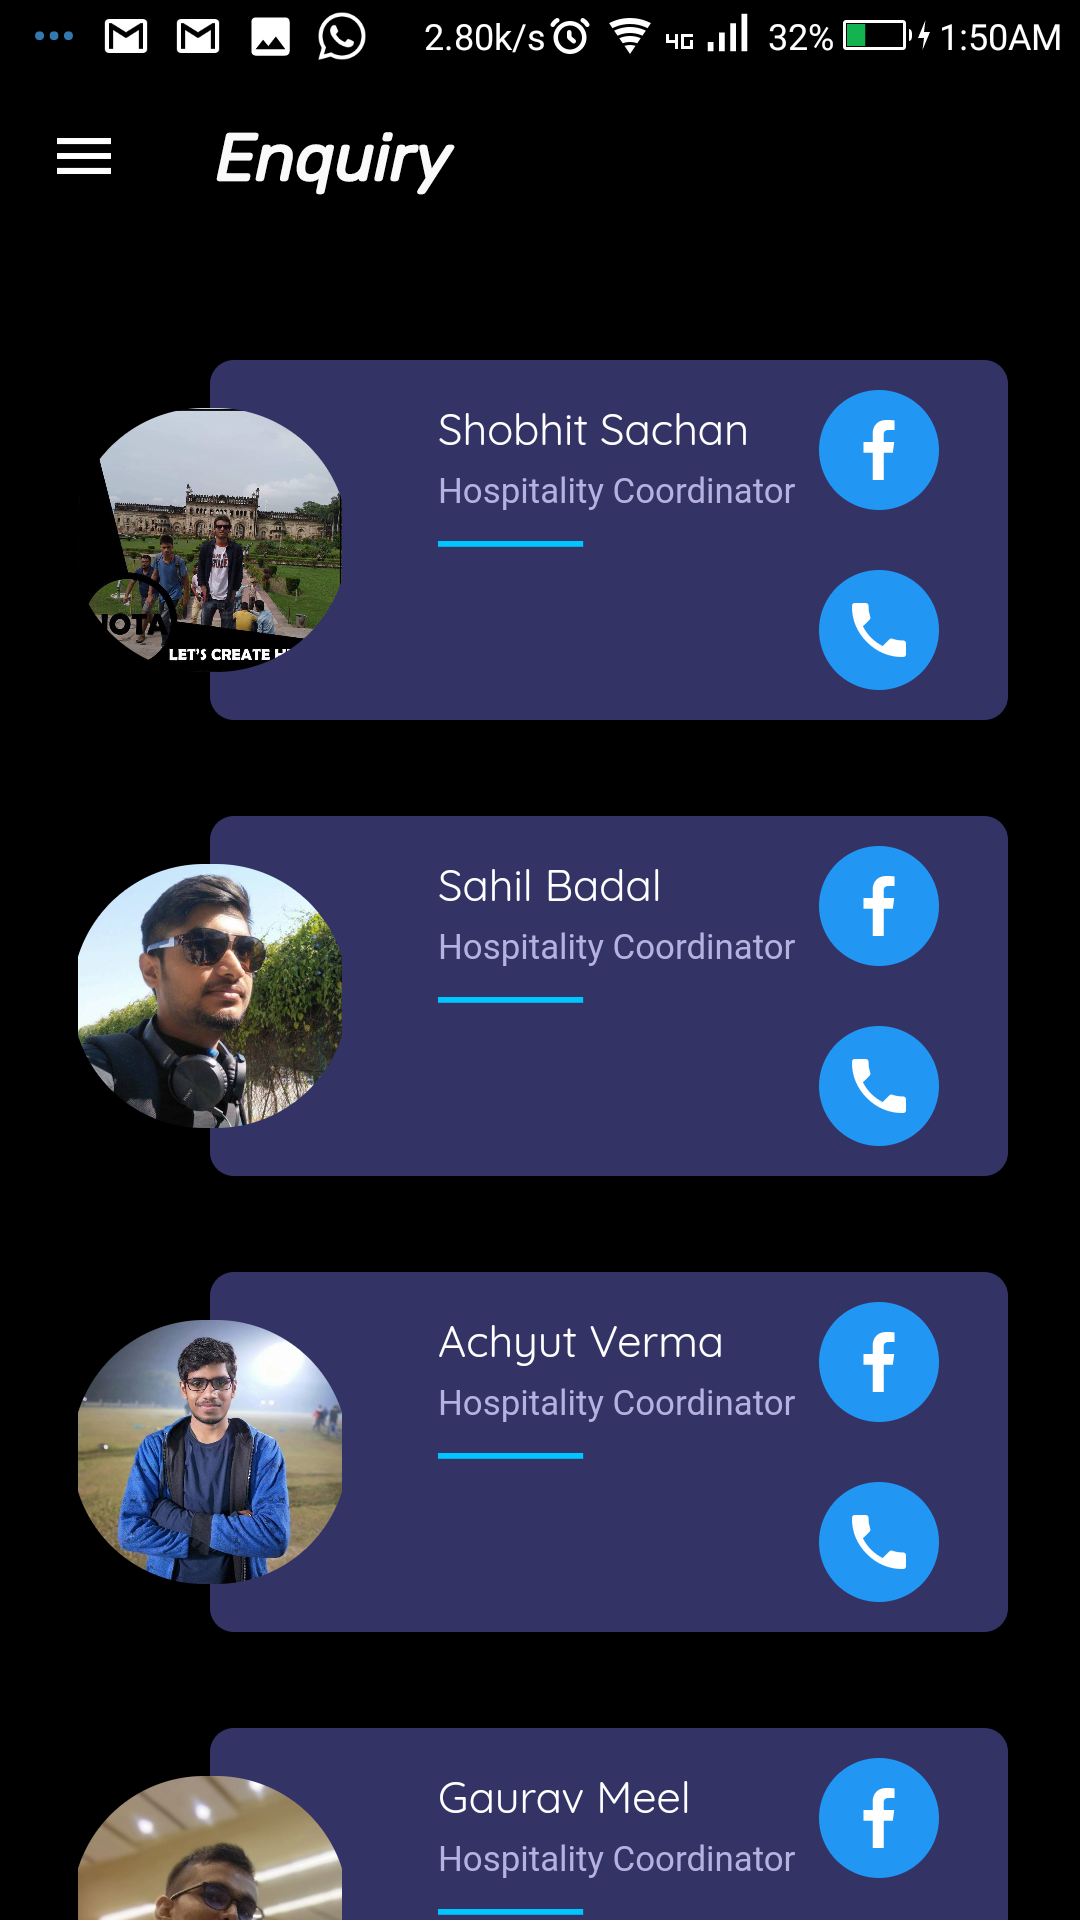 2.80k/s 4G 32% 1:50AM
Enquiry
Shobhit Sachan
Hospitality Coordinator
NOTA
LET'S CREATE
Sahil Badal
Hospitality Coordinator
Achyut Verma
Hospitality Coordinator
Gaurav Meel
Hospitality Coordinator